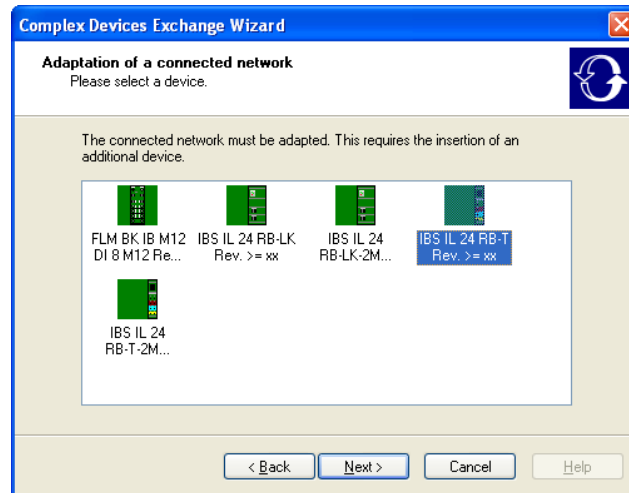 Complex Devices Exchange Wizard
Adaptation of a connected network
Please select a device.
The connected network must be adapted. This requires the insertion of an
additional device.
FLM BK IB M12 IBS IL 24 RB-LK IBS IL 24 IBS IL 24 RB-T
DI 8 M12 Re... Rev. >= xx RB-LK-2M... Rev. >= xx
IBS IL 24
RB-T-2M...
< Back Next > Cancel Help